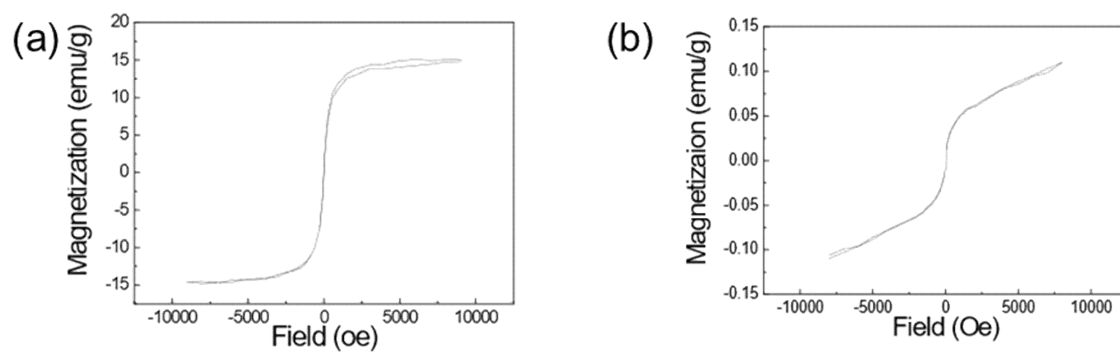 (a)
Magnetization (emu/g)
20
15
10
5
0
-5
-10
-15
-10000 -5000 0 5000 10000
Field (oe)
(b)
Magnetizaion (emu/g)
0.15
0.10
0.05
0.00
-0.05
-0.10
-0.15
-10000 -5000 0 5000 10000
Field (Oe)